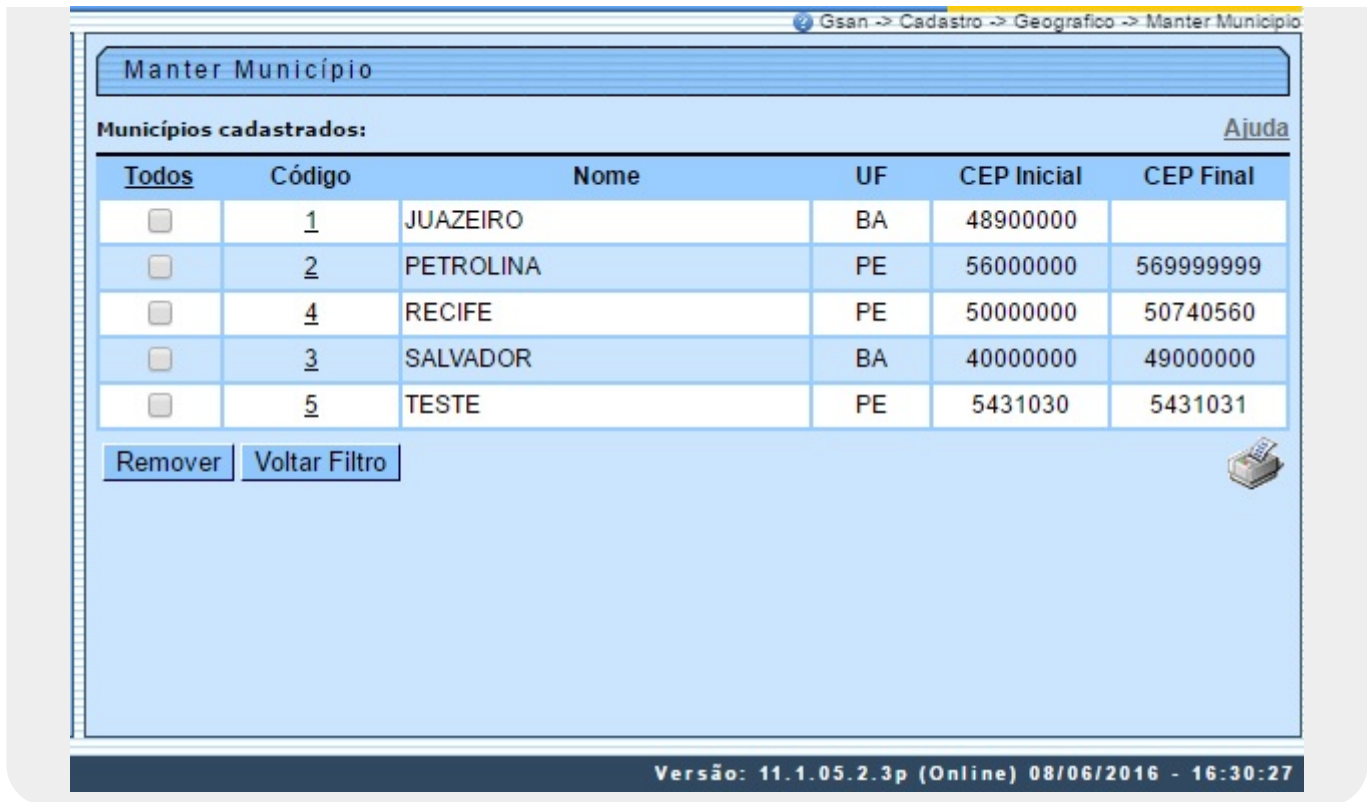 Gsan -> Cadastro -> Geografico -> Manter Municipio
Manter Município
Municípios cadastrados: Ajuda
Todos Código Nome UF CEP Inicial CEP Final
1 JUAZEIRO BA 48900000
2 PETROLINA PE 56000000 569999999
4 RECIFE PE 50000000 50740560
3 SALVADOR BA 40000000 49000000
5 TESTE PE 5431030 5431031
Remover Voltar Filtro
Versão: 11.1.05.2.3p (Online) 08/06/2016 - 16:30:27